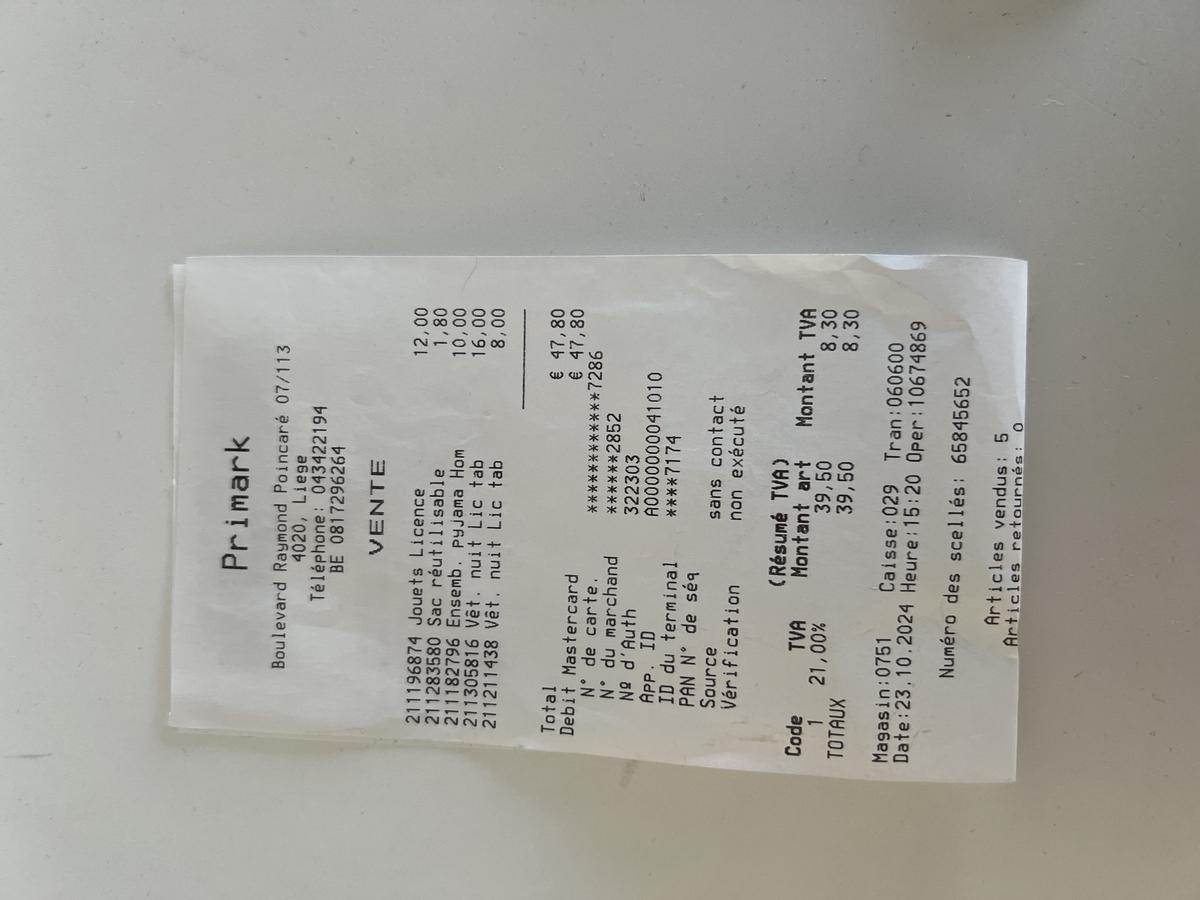 Primark
Boulevard Raymond Poincaré 07/113
4020, Liege
Téléphone: 043422194
BE 0817296264
VENTE
211196874 Jouets Licence 12,00
211283580 Sac réutilisable 1,80
211182796 Ensemb. pyjama Hom 10,00
211305816 Vêt. nuit Lic tab 16,00
211211438 Vêt. nuit Lic tab 8,00
Total € 47,80
Debit Mastercard € 47,80
N° de carte. ************7286
N° du marchand ******2852
Nº d'Auth 322303
App. ID A0000000041010
ID du terminal ****7174
PAN N° de séq
Source sans contact
Vérification non exécuté
(Résumé TVA)
Code TVA Montant art Montant TVA
1 21,00% 39,50 8,30
TOTAUX 39,50 8,30
Magasin:0751 Caisse:029 Tran:060600
Date:23.10.2024 Heure:15:20 Oper:10674869
Numéro des scellés: 65845652
Articles vendus: 5
Articles retournés: 0